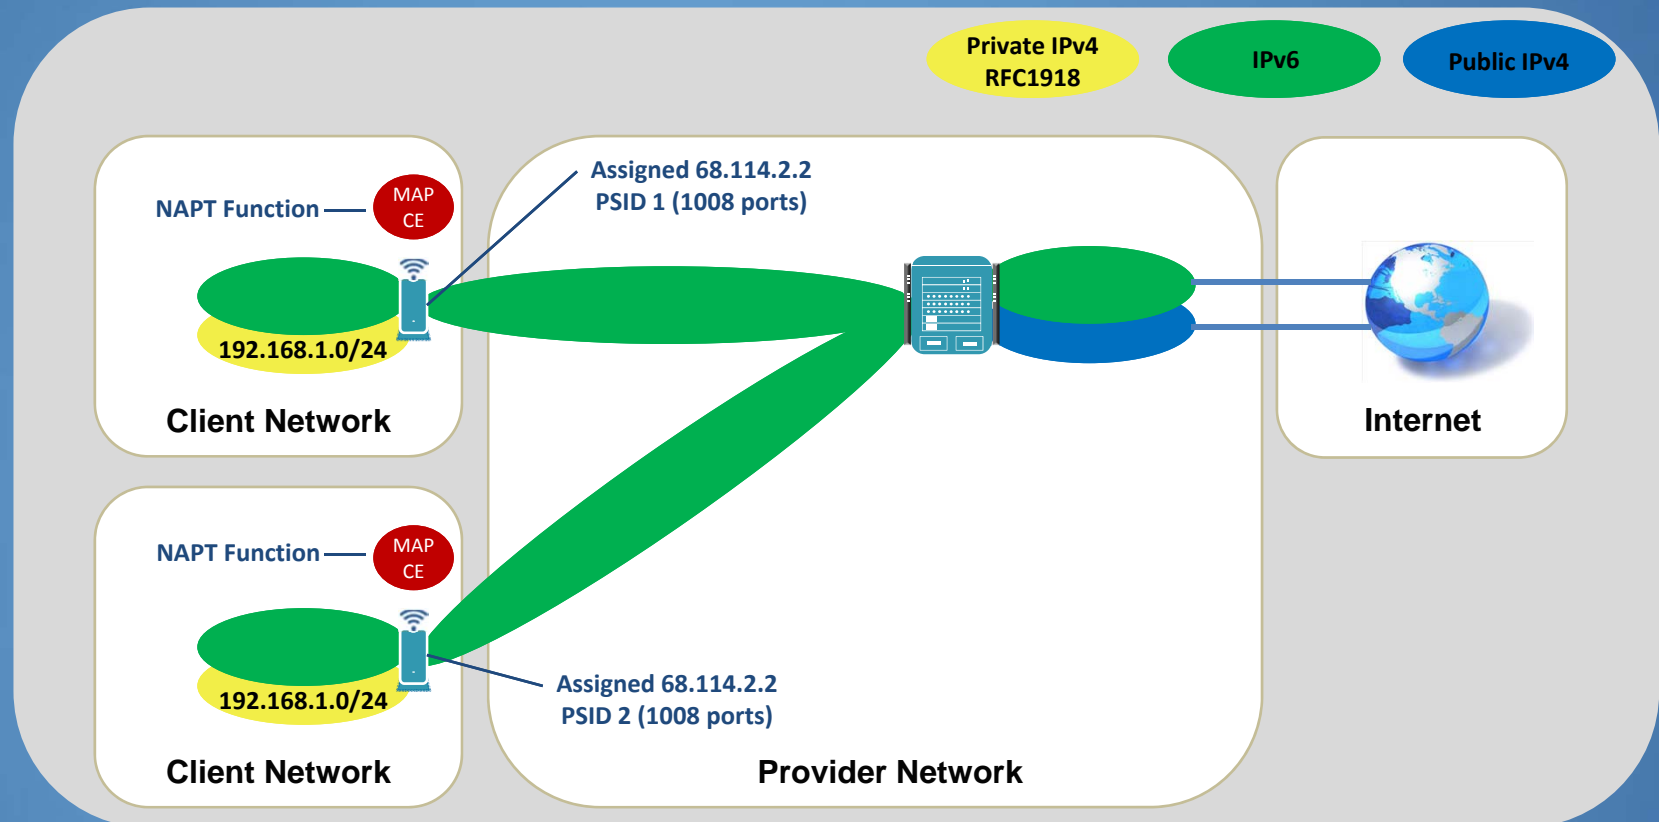 Private IPv4
RFC1918
IPv6
Public IPv4
Assigned 68.114.2.2
PSID 1 (1008 ports)
NAPT Function
MAP
CE
192.168.1.0/24
Client Network
Internet
NAPT Function
MAP
CE
192.168.1.0/24
Assigned 68.114.2.2
PSID 2 (1008 ports)
Client Network
Provider Network